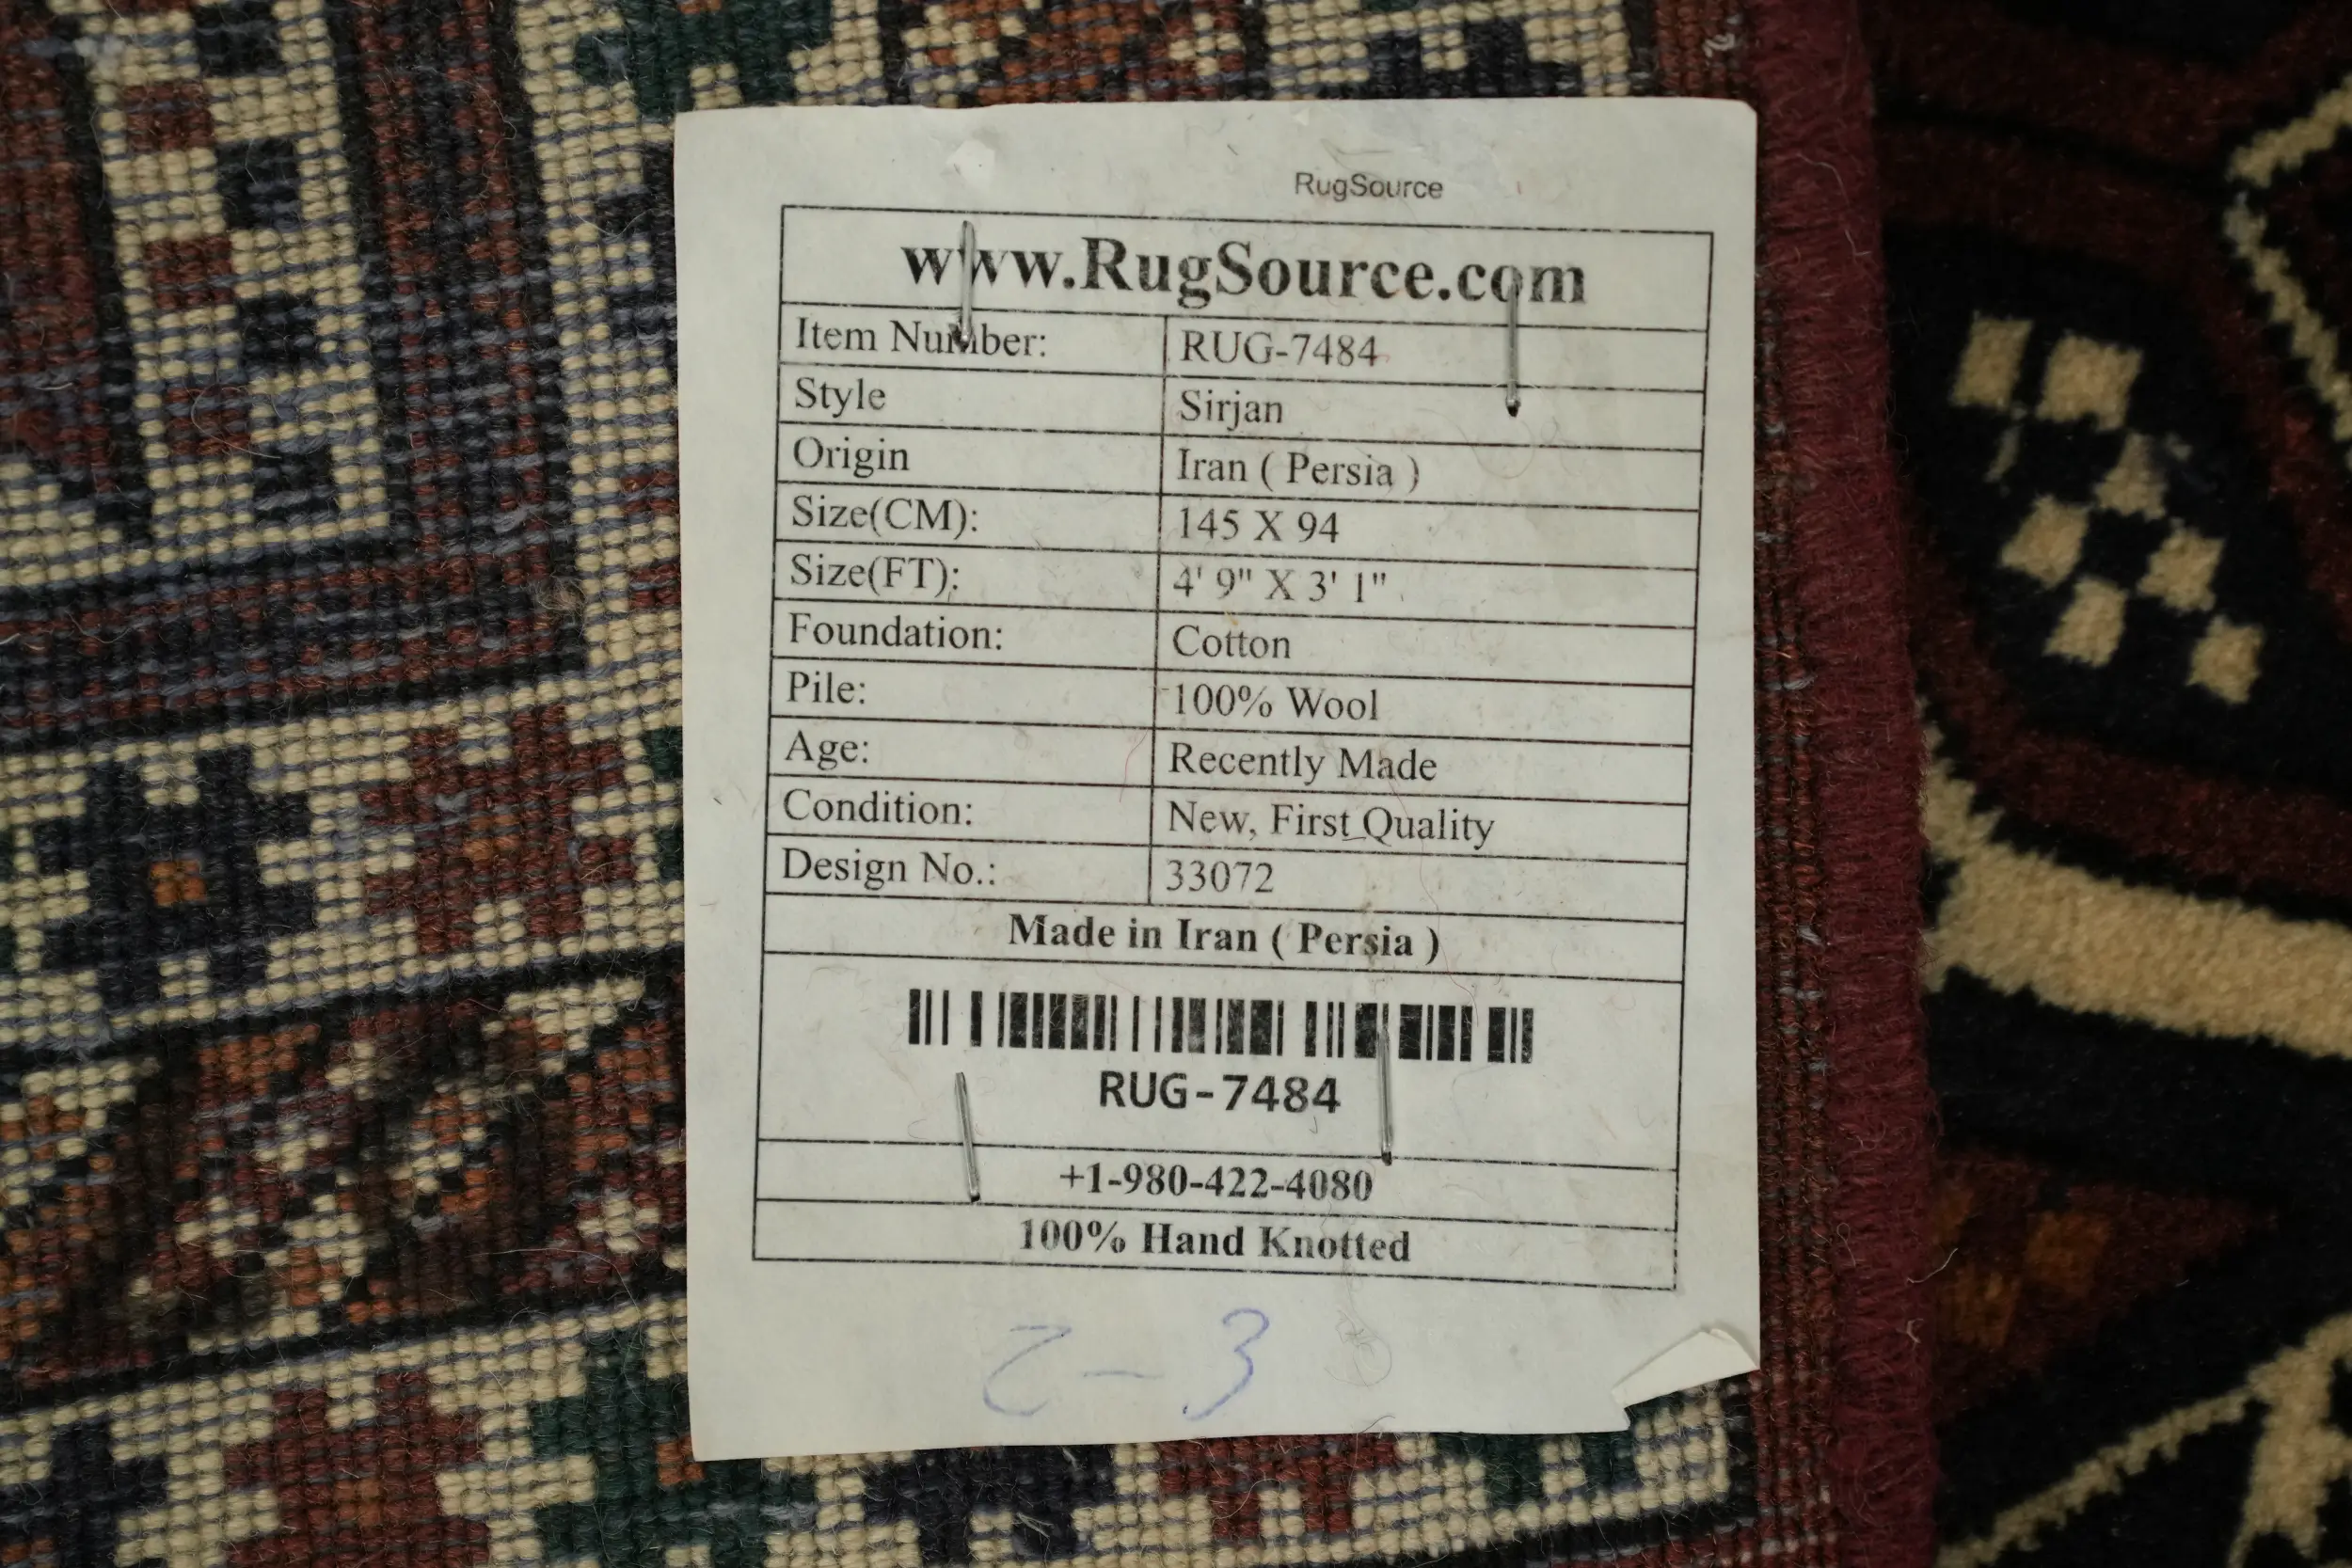 RugSource
www.RugSource.com
Item Number: RUG-7484
Style Sirjan
Origin Iran ( Persia )
Size(CM): 145 X 94
Size(FT): 4' 9" X 3' 1"
Foundation: Cotton
Pile: 100% Wool
Age: Recently Made
Condition: New, First Quality
Design No.: 33072
Made in Iran ( Persia )
RUG-7484
+1-980-422-4080
100% Hand Knotted